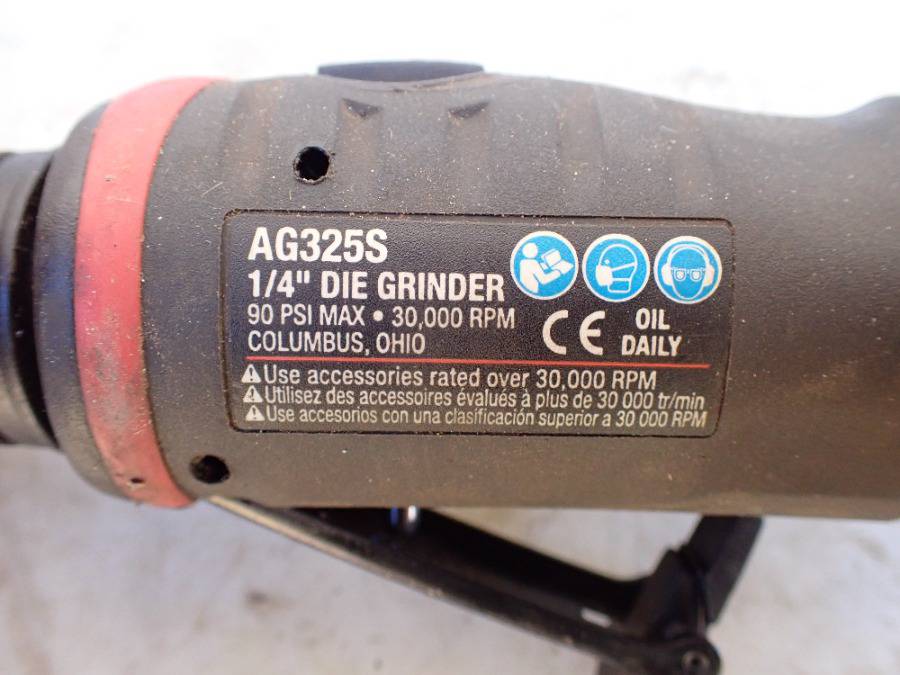 AG325S
1/4" DIE GRINDER
90 PSI MAX • 30,000 RPM
COLUMBUS, OHIO
CE
OIL
DAILY
⚠Use accessories rated over 30,000 RPM
⚠Utilisez des accessoires évalués à plus de 30 000 tr/min
⚠Use accesorios con una clasificación superior a 30 000 RPM